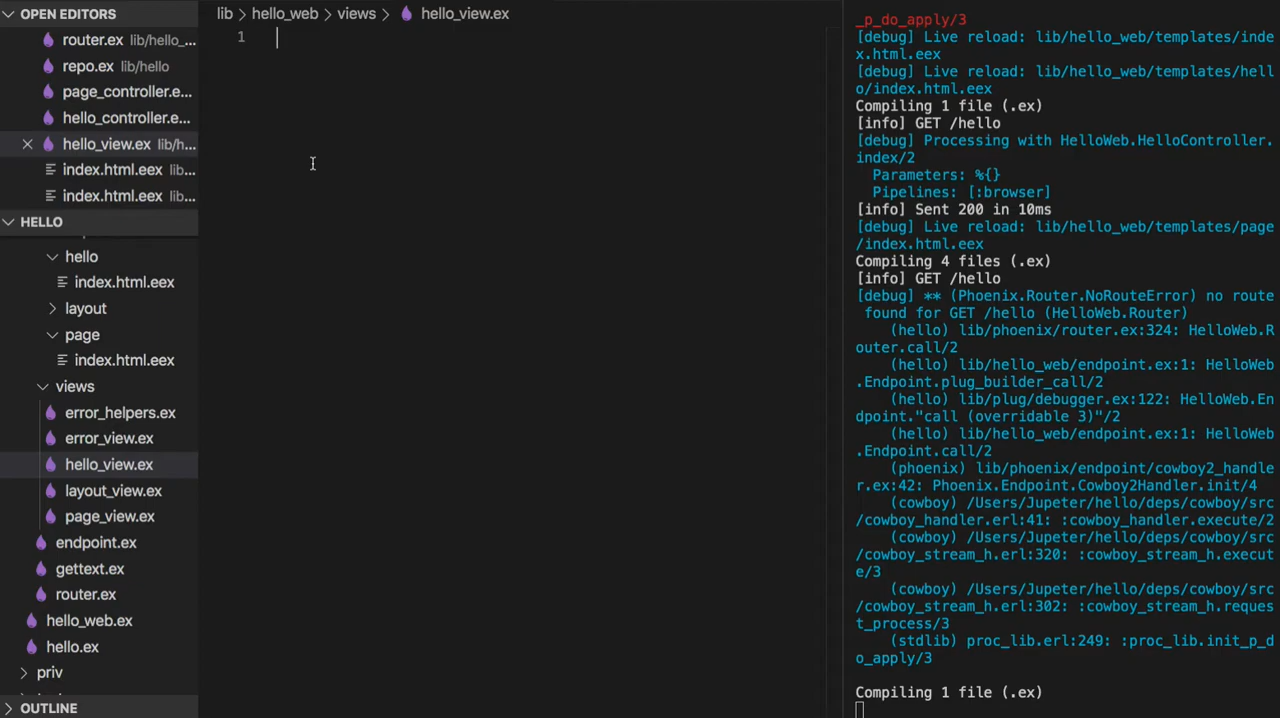 OPEN EDITORS
router.ex lib/hello_...
repo.ex lib/hello
page_controller.e...
hello_controller.e...
hello_view.ex lib/h...
index.html.eex lib...
index.html.eex lib...
HELLO
hello
index.html.eex
layout
page
index.html.eex
views
error_helpers.ex
error_view.ex
hello_view.ex
layout_view.ex
page_view.ex
endpoint.ex
gettext.ex
router.ex
hello_web.ex
hello.ex
priv
OUTLINE
lib > hello_web > views > hello_view.ex
1
_p_do_apply/3
[debug] Live reload: lib/hello_web/templates/inde
x.html.eex
[debug] Live reload: lib/hello_web/templates/hell
o/index.html.eex
Compiling 1 file (.ex)
[info] GET /hello
[debug] Processing with HelloWeb.HelloController.
index/2
Parameters: %{}
Pipelines: [:browser]
[info] Sent 200 in 10ms
[debug] Live reload: lib/hello_web/templates/page
/index.html.eex
Compiling 4 files (.ex)
[info] GET /hello
[debug] ** (Phoenix.Router.NoRouteError) no route
found for GET /hello (HelloWeb.Router)
(hello) lib/phoenix/router.ex:324: HelloWeb.R
outer.call/2
(hello) lib/hello_web/endpoint.ex:1: HelloWeb
.Endpoint.plug_builder_call/2
(hello) lib/plug/debugger.ex:122: HelloWeb.En
dpoint."call (overridable 3)"/2
(hello) lib/hello_web/endpoint.ex:1: HelloWeb
.Endpoint.call/2
(phoenix) lib/phoenix/endpoint/cowboy2_handle
r.ex:42: Phoenix.Endpoint.Cowboy2Handler.init/4
(cowboy) /Users/Jupeter/hello/deps/cowboy/src
/cowboy_handler.erl:41: :cowboy_handler.execute/2
(cowboy) /Users/Jupeter/hello/deps/cowboy/src
/cowboy_stream_h.erl:320: :cowboy_stream_h.execut
e/3
(cowboy) /Users/Jupeter/hello/deps/cowboy/src
/cowboy_stream_h.erl:302: :cowboy_stream_h.reques
t_process/3
(stdlib) proc_lib.erl:249: :proc_lib.init_p_d
o_apply/3
Compiling 1 file (.ex)